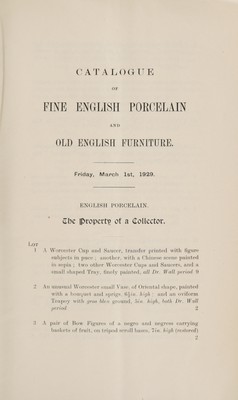 CATALOGUE
OF
FINE ENGLISH PORCELAIN
AND
OLD ENGLISH FURNITURE.
Friday, March 1st, 1929.
ENGLISH PORCELAIN.
The Property of a Collector.
LOT
1 A Worcester Cup and Saucer, transfer printed with figure
subjects in puce; another, with a Chinese scene painted
in sepia; two other Worcester Cups and Saucers, and a
small shaped Tray, finely painted, all Dr. Wall period 9
2 An unusual Worcester small Vase, of Oriental shape, painted
with a bouquet and sprigs, 6½in. high; and an oviform
Teapoy with gros bleu ground, 5in. high, both Dr. Wall
period 2
3 A pair of Bow Figures of a negro and negress carrying
baskets of fruit, on tripod scroll bases, 7in. high (restored)
2